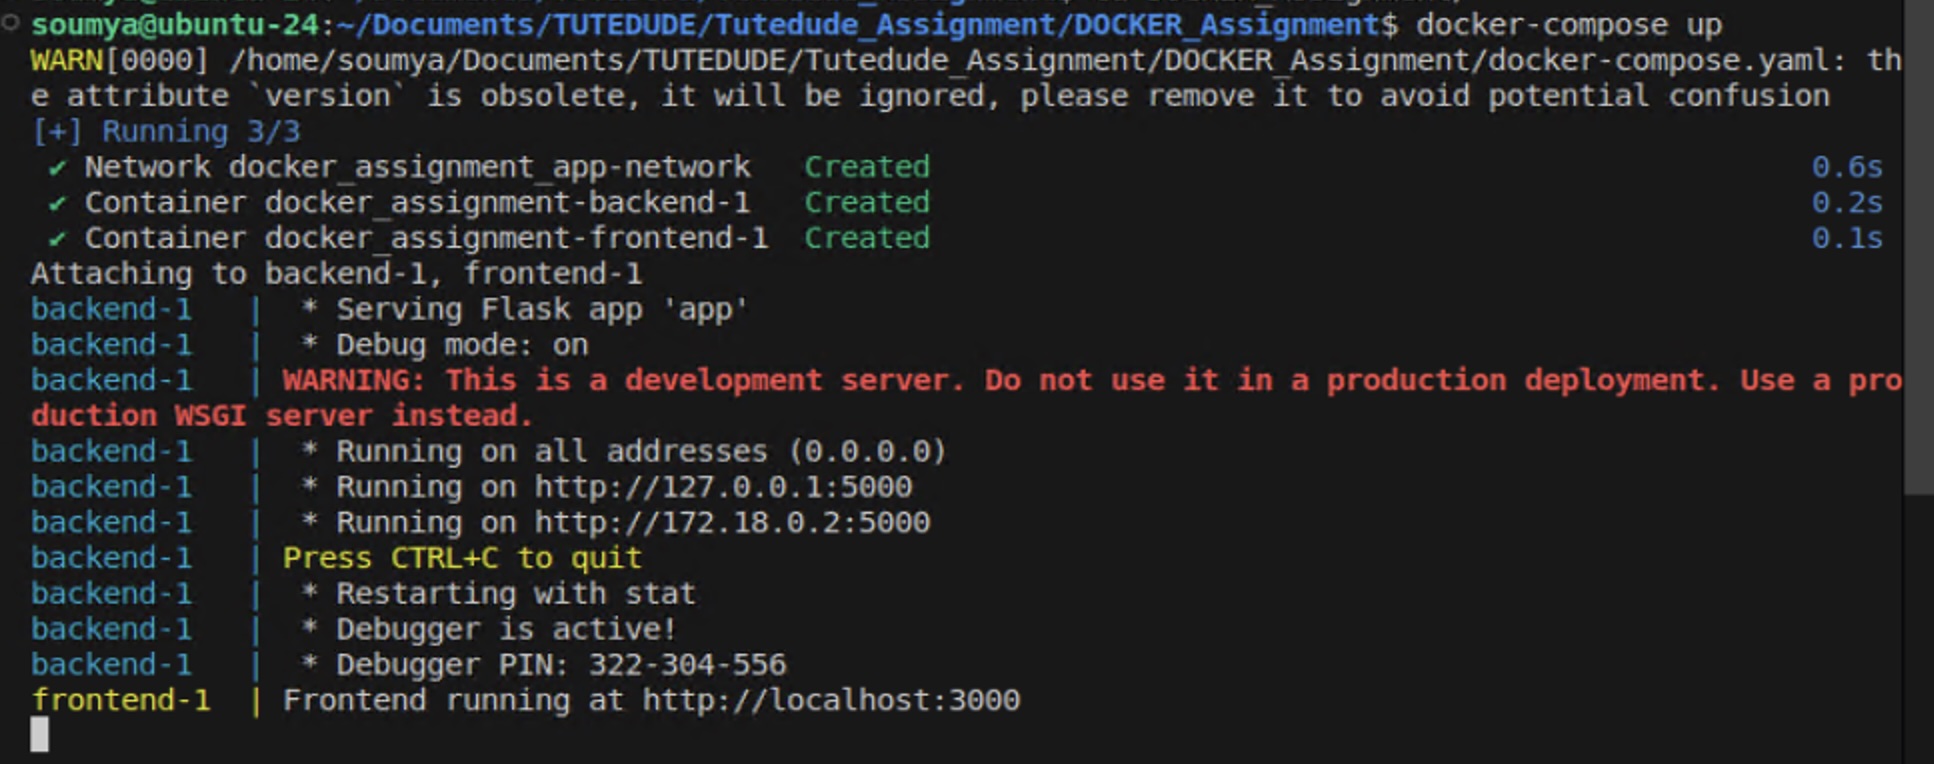 soumya@ubuntu-24:~/Documents/TUTEDUDE/Tutedude_Assignment/DOCKER_Assignment$ docker-compose up
WARN[0000] /home/soumya/Documents/TUTEDUDE/Tutedude_Assignment/DOCKER_Assignment/docker-compose.yaml: th
e attribute `version` is obsolete, it will be ignored, please remove it to avoid potential confusion
[+] Running 3/3
✔ Network docker_assignment_app-network Created 0.6s
✔ Container docker_assignment-backend-1 Created 0.2s
✔ Container docker_assignment-frontend-1 Created 0.1s
Attaching to backend-1, frontend-1
backend-1 | * Serving Flask app 'app'
backend-1 | * Debug mode: on
backend-1 | WARNING: This is a development server. Do not use it in a production deployment. Use a pro
duction WSGI server instead.
backend-1 | * Running on all addresses (0.0.0.0)
backend-1 | * Running on http://127.0.0.1:5000
backend-1 | * Running on http://172.18.0.2:5000
backend-1 | Press CTRL+C to quit
backend-1 | * Restarting with stat
backend-1 | * Debugger is active!
backend-1 | * Debugger PIN: 322-304-556
frontend-1 | Frontend running at http://localhost:3000